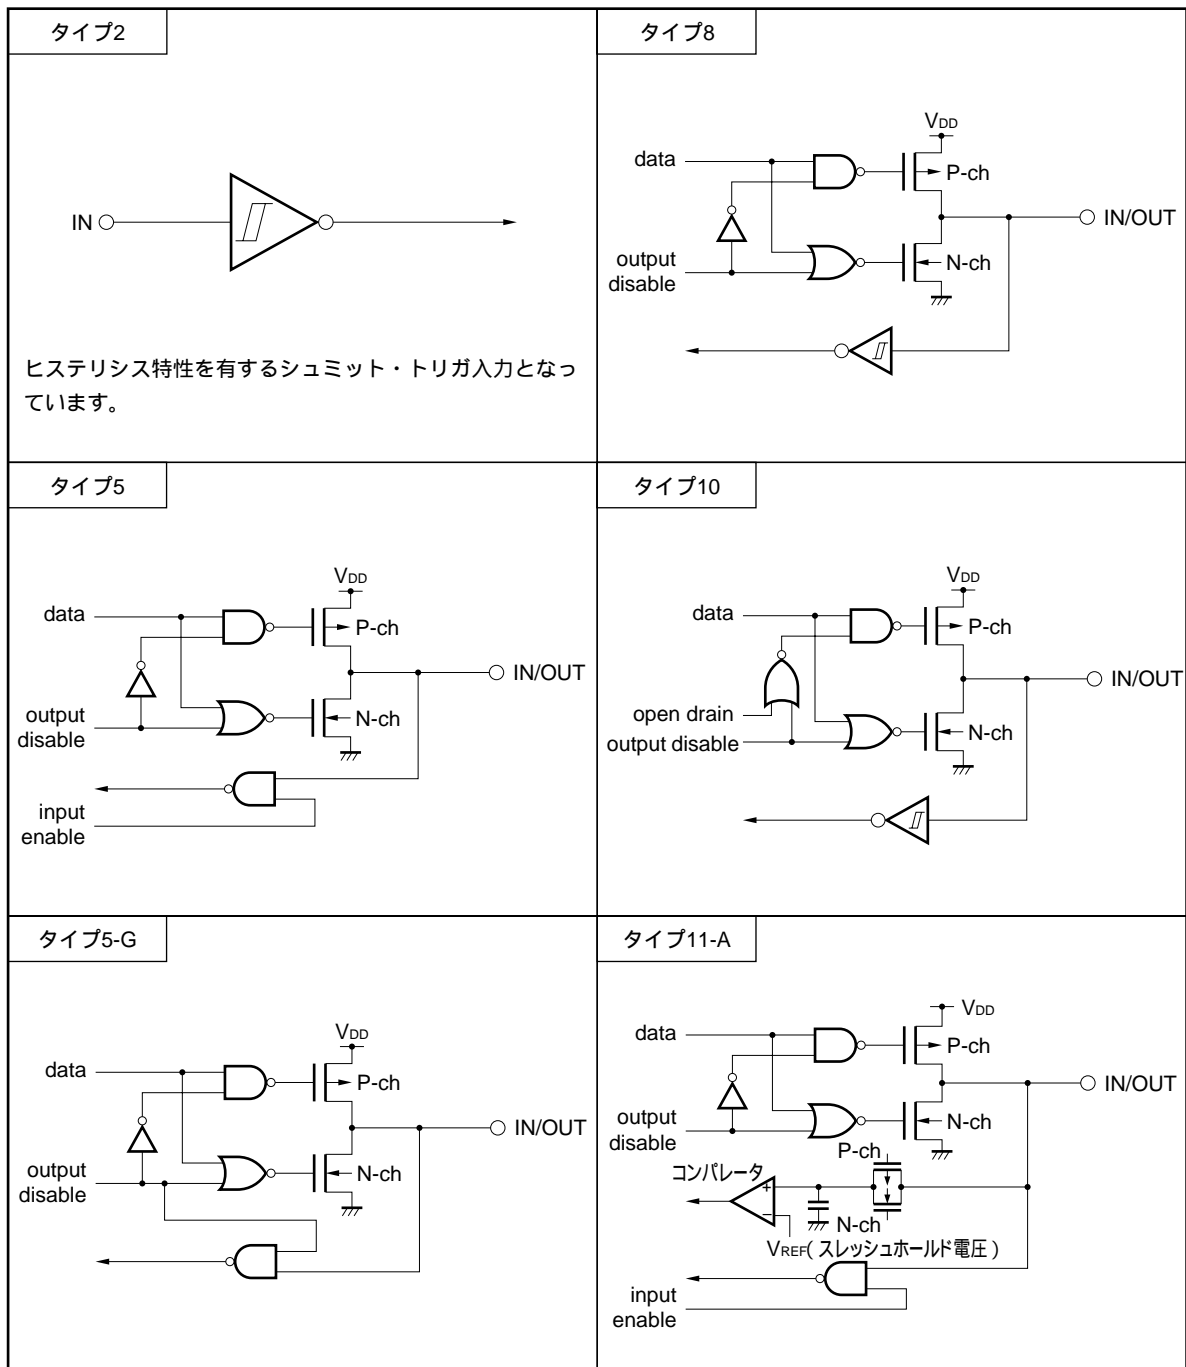 タイプ2
IN
ヒステリシス特性を有するシュミット・トリガ入力となっ
ています。
タイプ8
VDD
data
P-ch
IN/OUT
output
disable
N-ch
タイプ5
VDD
data
P-ch
IN/OUT
output
disable
N-ch
input
enable
タイプ10
VDD
data
P-ch
IN/OUT
open drain
output disable
N-ch
タイプ5-G
VDD
data
P-ch
IN/OUT
output
disable
N-ch
タイプ11-A
VDD
data
P-ch
IN/OUT
output
disable
N-ch
P-ch
コンパレータ
+
−
N-ch
VREF(スレッシュホールド電圧)
input
enable